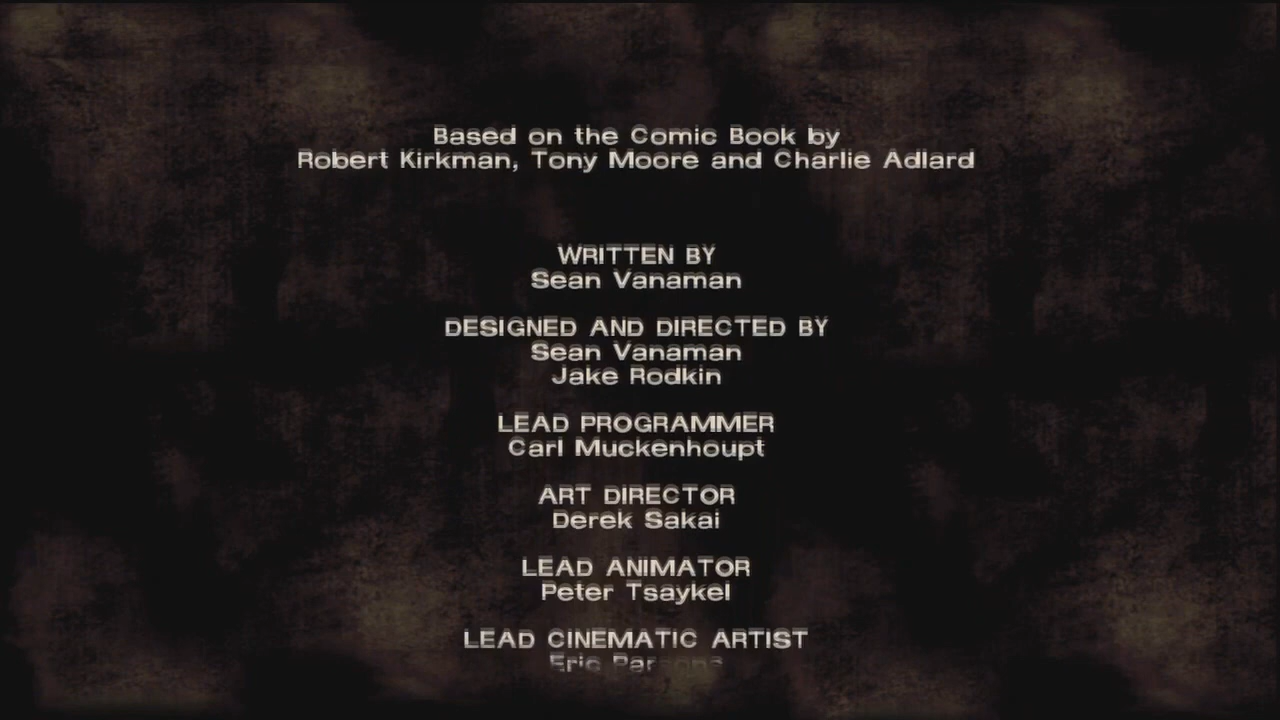 Based on the Comic Book by
Robert Kirkman, Tony Moore and Charlie Adlard
WRITTEN BY
Sean Vanaman
DESIGNED AND DIRECTED BY
Sean Vanaman
Jake Rodkin
LEAD PROGRAMMER
Carl Muckenhoupt
ART DIRECTOR
Derek Sakai
LEAD ANIMATOR
Peter Tsaykel
LEAD CINEMATIC ARTIST
Eric Parsons